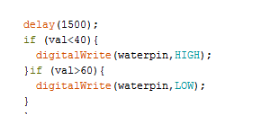 delay(1500);
if (val<40){
digitalWrite(waterpin,HIGH);
}if (val>60){
digitalWrite(waterpin,LOW);
}